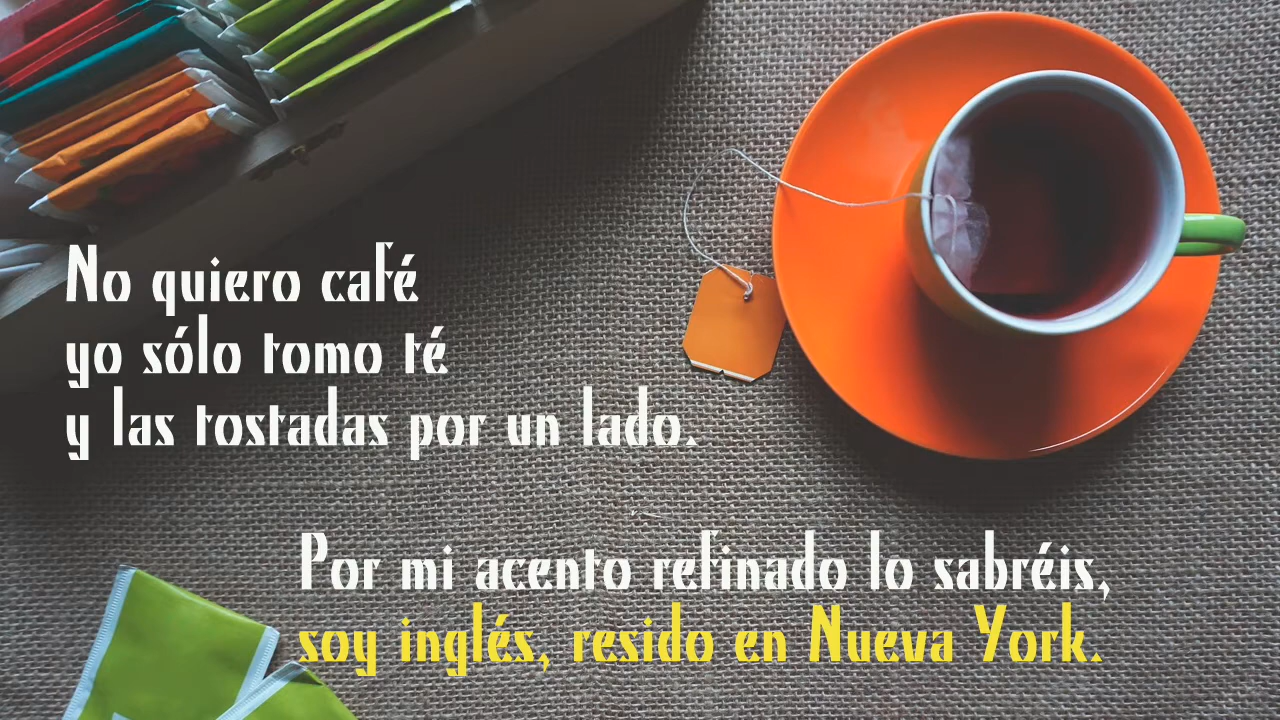 No quiero café
yo sólo tomo té
y las tostadas por un lado.
Por mi acento refinado lo sabréis,
soy inglés, resido en Nueva York.